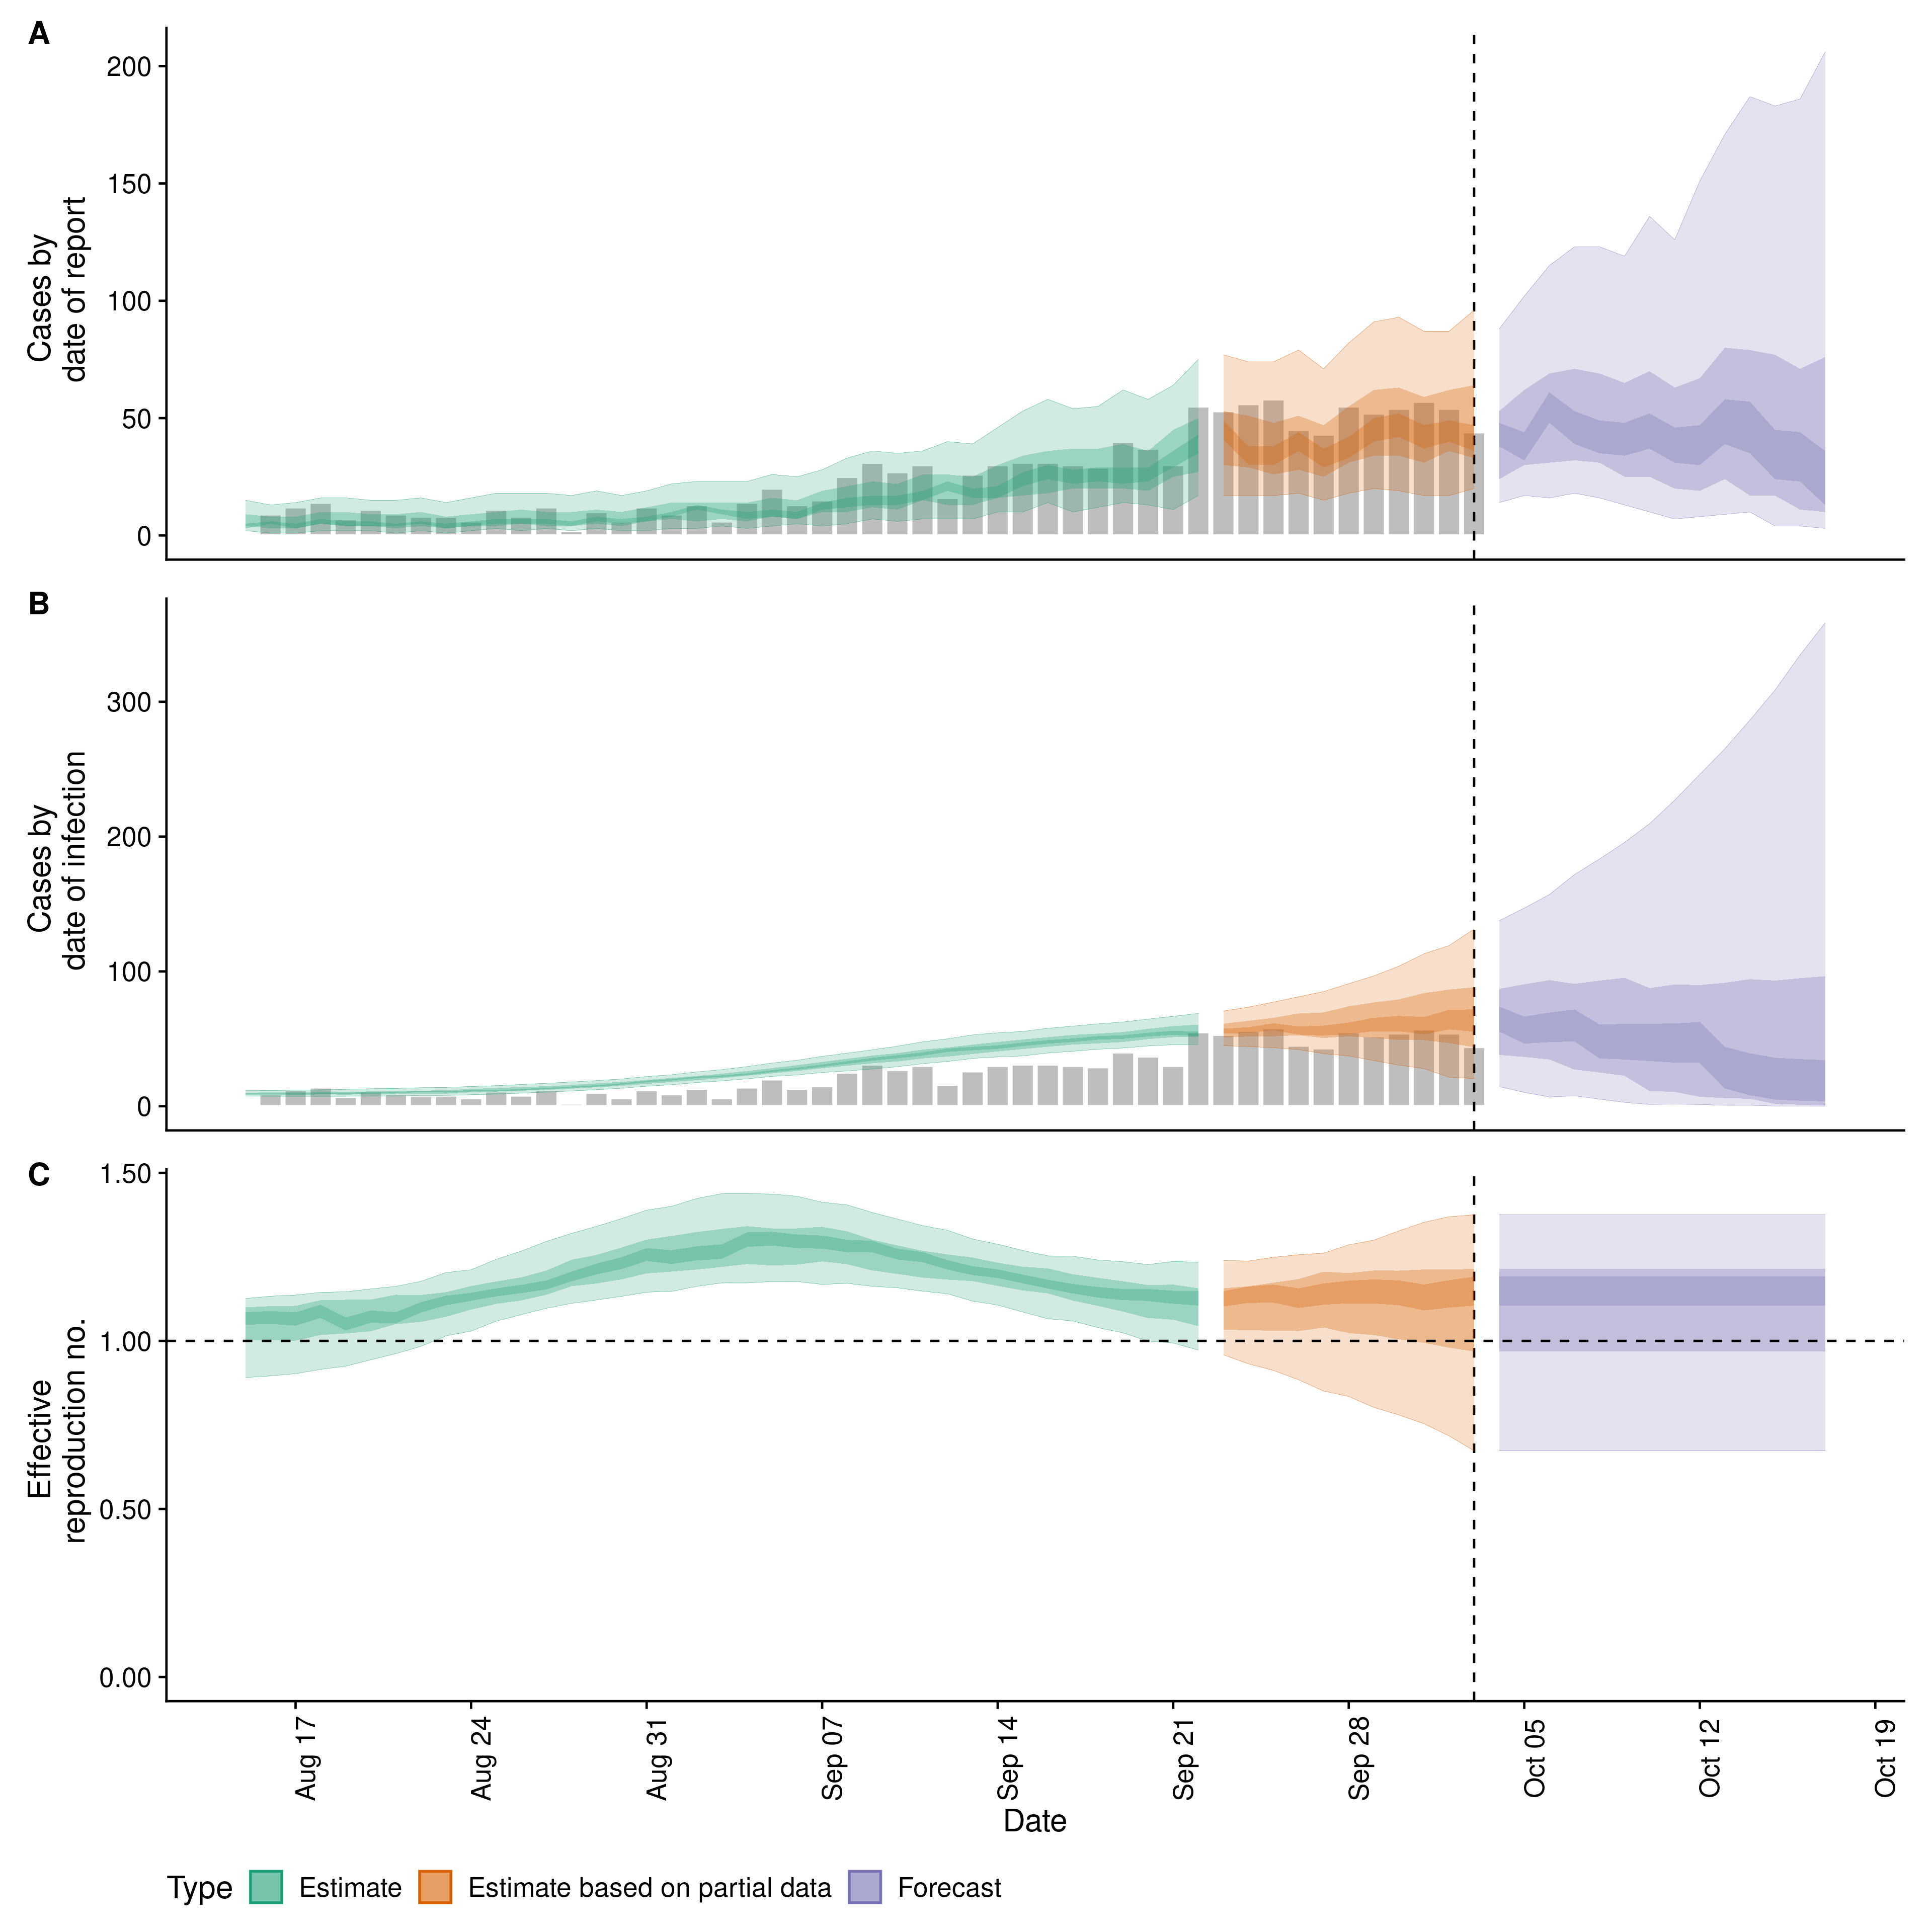 A
200
150
100
50
0
Cases by
date of report
B
300
200
100
0
Cases by
date of infection
C
1.50
1.00
0.50
0.00
Effective
reproduction no.
Aug 17
Aug 24
Aug 31
Sep 07
Sep 14
Sep 21
Sep 28
Oct 05
Oct 12
Oct 19
Date
Type Estimate Estimate based on partial data Forecast